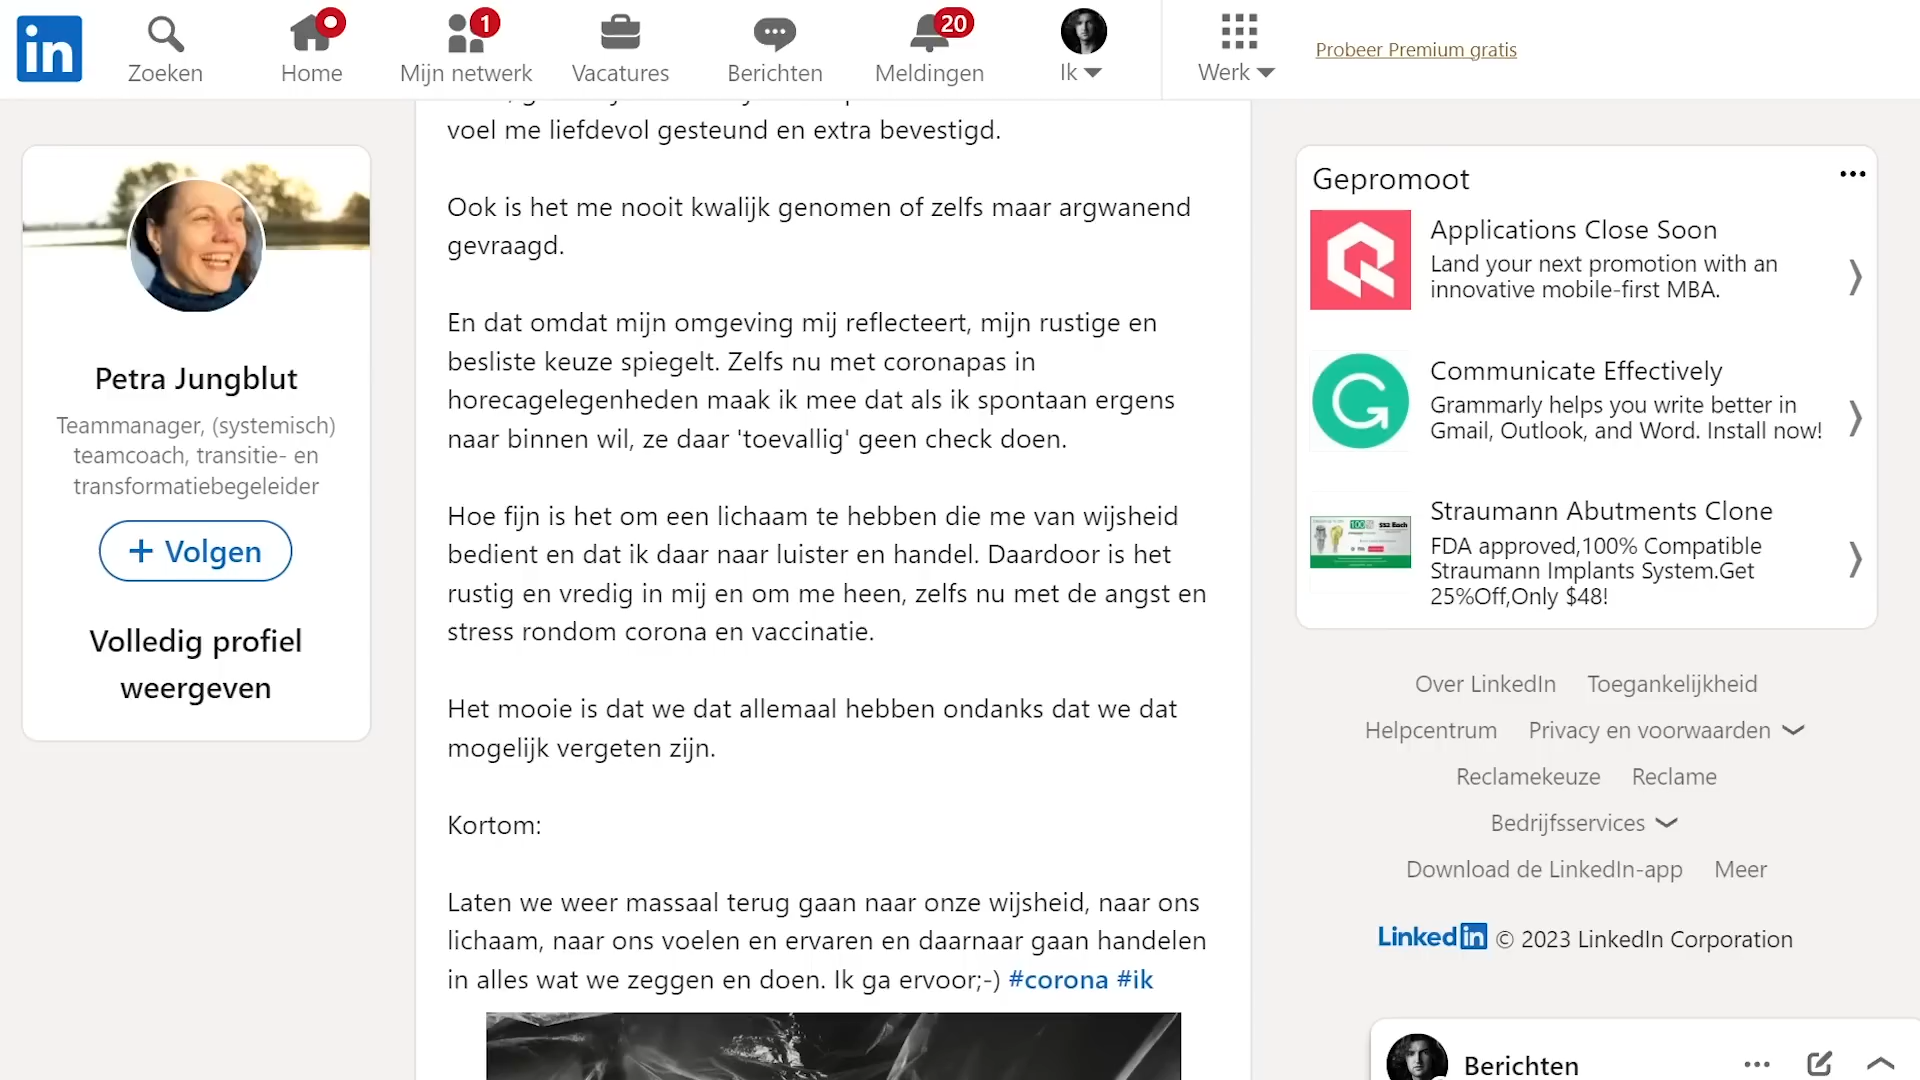 in
Zoeken
Home
Mijn netwerk
1
Vacatures
Berichten
Meldingen
20
Ik
Werk
Probeer Premium gratis
Petra Jungblut
Teammanager, (systemisch)
teamcoach, transitie- en
transformatiebegeleider
+ Volgen
Volledig profiel
weergeven
voel me liefdevol gesteund en extra bevestigd.
Ook is het me nooit kwalijk genomen of zelfs maar argwanend
gevraagd.
En dat omdat mijn omgeving mij reflecteert, mijn rustige en
besliste keuze spiegelt. Zelfs nu met coronapas in
horecagelegenheden maak ik mee dat als ik spontaan ergens
naar binnen wil, ze daar 'toevallig' geen check doen.
Hoe fijn is het om een lichaam te hebben die me van wijsheid
bedient en dat ik daar naar luister en handel. Daardoor is het
rustig en vredig in mij en om me heen, zelfs nu met de angst en
stress rondom corona en vaccinatie.
Het mooie is dat we dat allemaal hebben ondanks dat we dat
mogelijk vergeten zijn.
Kortom:
Laten we weer massaal terug gaan naar onze wijsheid, naar ons
lichaam, naar ons voelen en ervaren en daarnaar gaan handelen
in alles wat we zeggen en doen. Ik ga ervoor;-) #corona #ik
Gepromoot
Applications Close Soon
Land your next promotion with an
innovative mobile-first MBA.
Communicate Effectively
Grammarly helps you write better in
Gmail, Outlook, and Word. Install now!
Straumann Abutments Clone
FDA approved,100% Compatible
Straumann Implants System.Get
25%Off,Only $48!
Over LinkedIn Toegankelijkheid
Helpcentrum Privacy en voorwaarden
Reclamekeuze Reclame
Bedrijfsservices
Download de LinkedIn-app Meer
LinkedIn © 2023 LinkedIn Corporation
Berichten